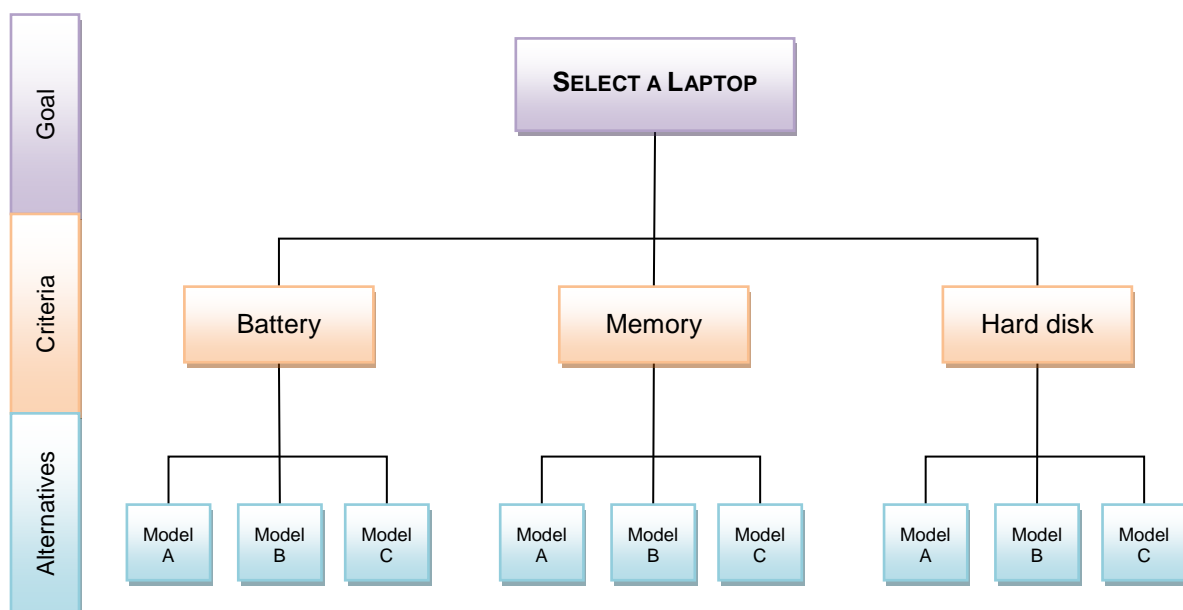 Goal
SELECT A LAPTOP
Criteria
Battery
Memory
Hard disk
Alternatives
Model
A
Model
B
Model
C
Model
A
Model
B
Model
C
Model
A
Model
B
Model
C